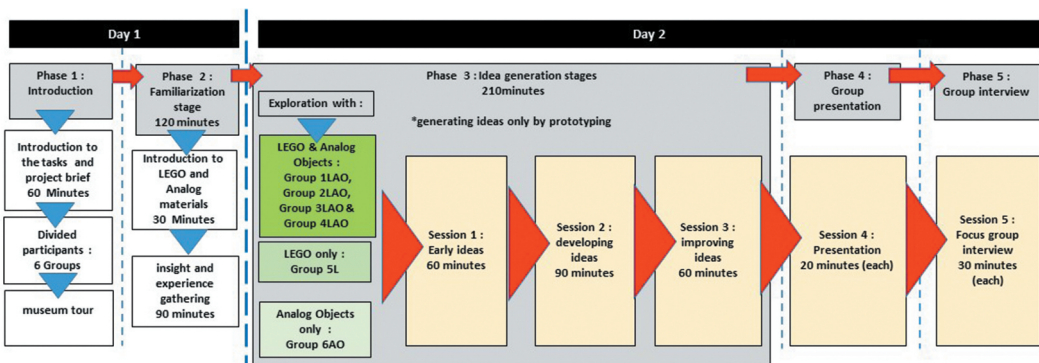 Day 1
Day 2
Phase 1 :
Introduction
Introduction to
the tasks and
project brief
60 Minutes
Divided
participants :
6 Groups
museum tour
Phase 2 :
Familiarization
stage
120 minutes
Introduction to
LEGO and
Analog
materials
30 Minutes
insight and
experience
gathering
90 minutes
Phase 3 : Idea generation stages
210minutes
*generating ideas only by prototyping
Exploration with :
LEGO & Analog
Objects :
Group 1LAO,
Group 2LAO,
Group 3LAO &
Group 4LAO
LEGO only :
Group 5L
Analog Objects
only :
Group 6AO
Session 1 :
Early ideas
60 minutes
Session 2 :
developing
ideas
90 minutes
Session 3 :
improving
ideas
60 minutes
Phase 4 :
Group
presentation
Session 4 :
Presentation
20 minutes (each)
Phase 5 :
Group interview
Session 5 :
Focus group
interview
30 minutes
(each)